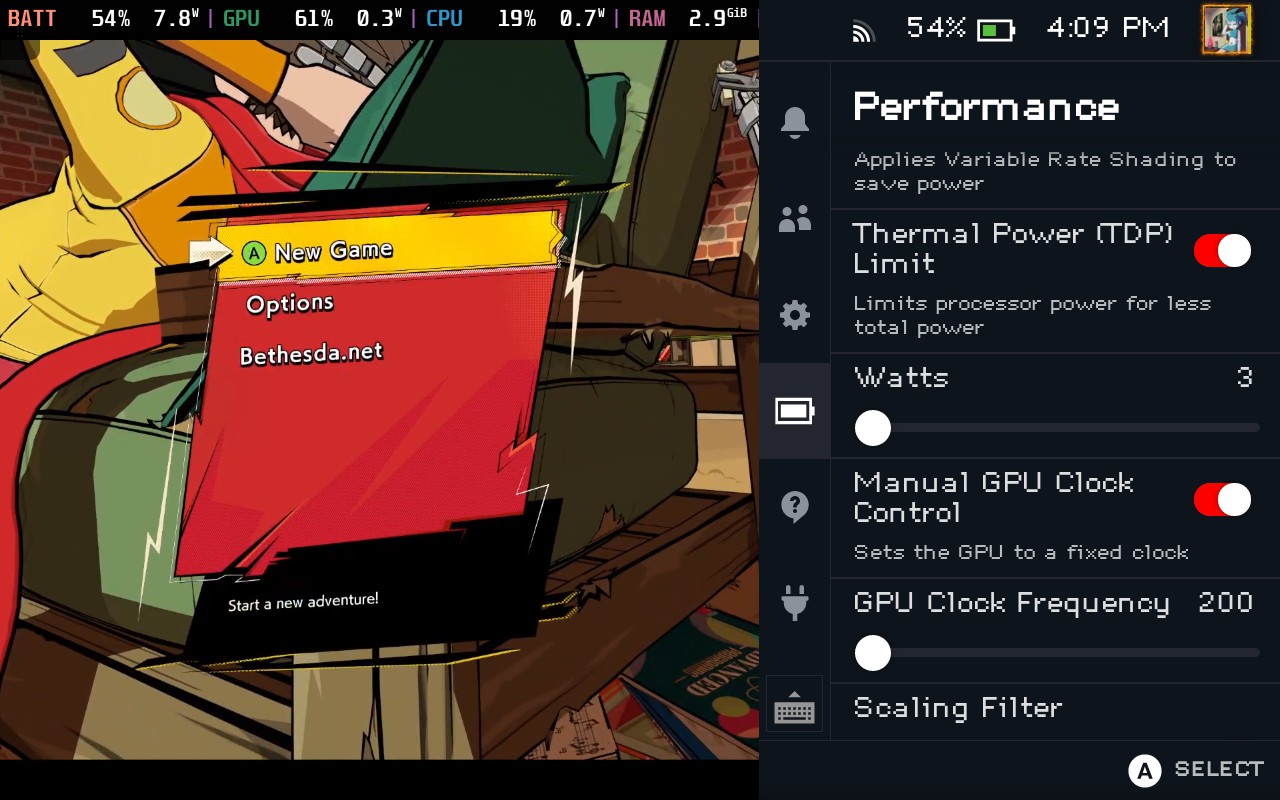 BATT 54% 7.8W | GPU 61% 0.3W | CPU 19% 0.7W | RAM 2.9GiB
54% 4:09 PM
A New Game
Options
Bethesda.net
Start a new adventure!
ADVANCED
Performance
Applies Variable Rate Shading to
save power
Thermal Power (TDP)
Limit
Limits processor power for less
total power
Watts 3
Manual GPU Clock
Control
Sets the GPU to a fixed clock
GPU Clock Frequency 200
Scaling Filter
A SELECT